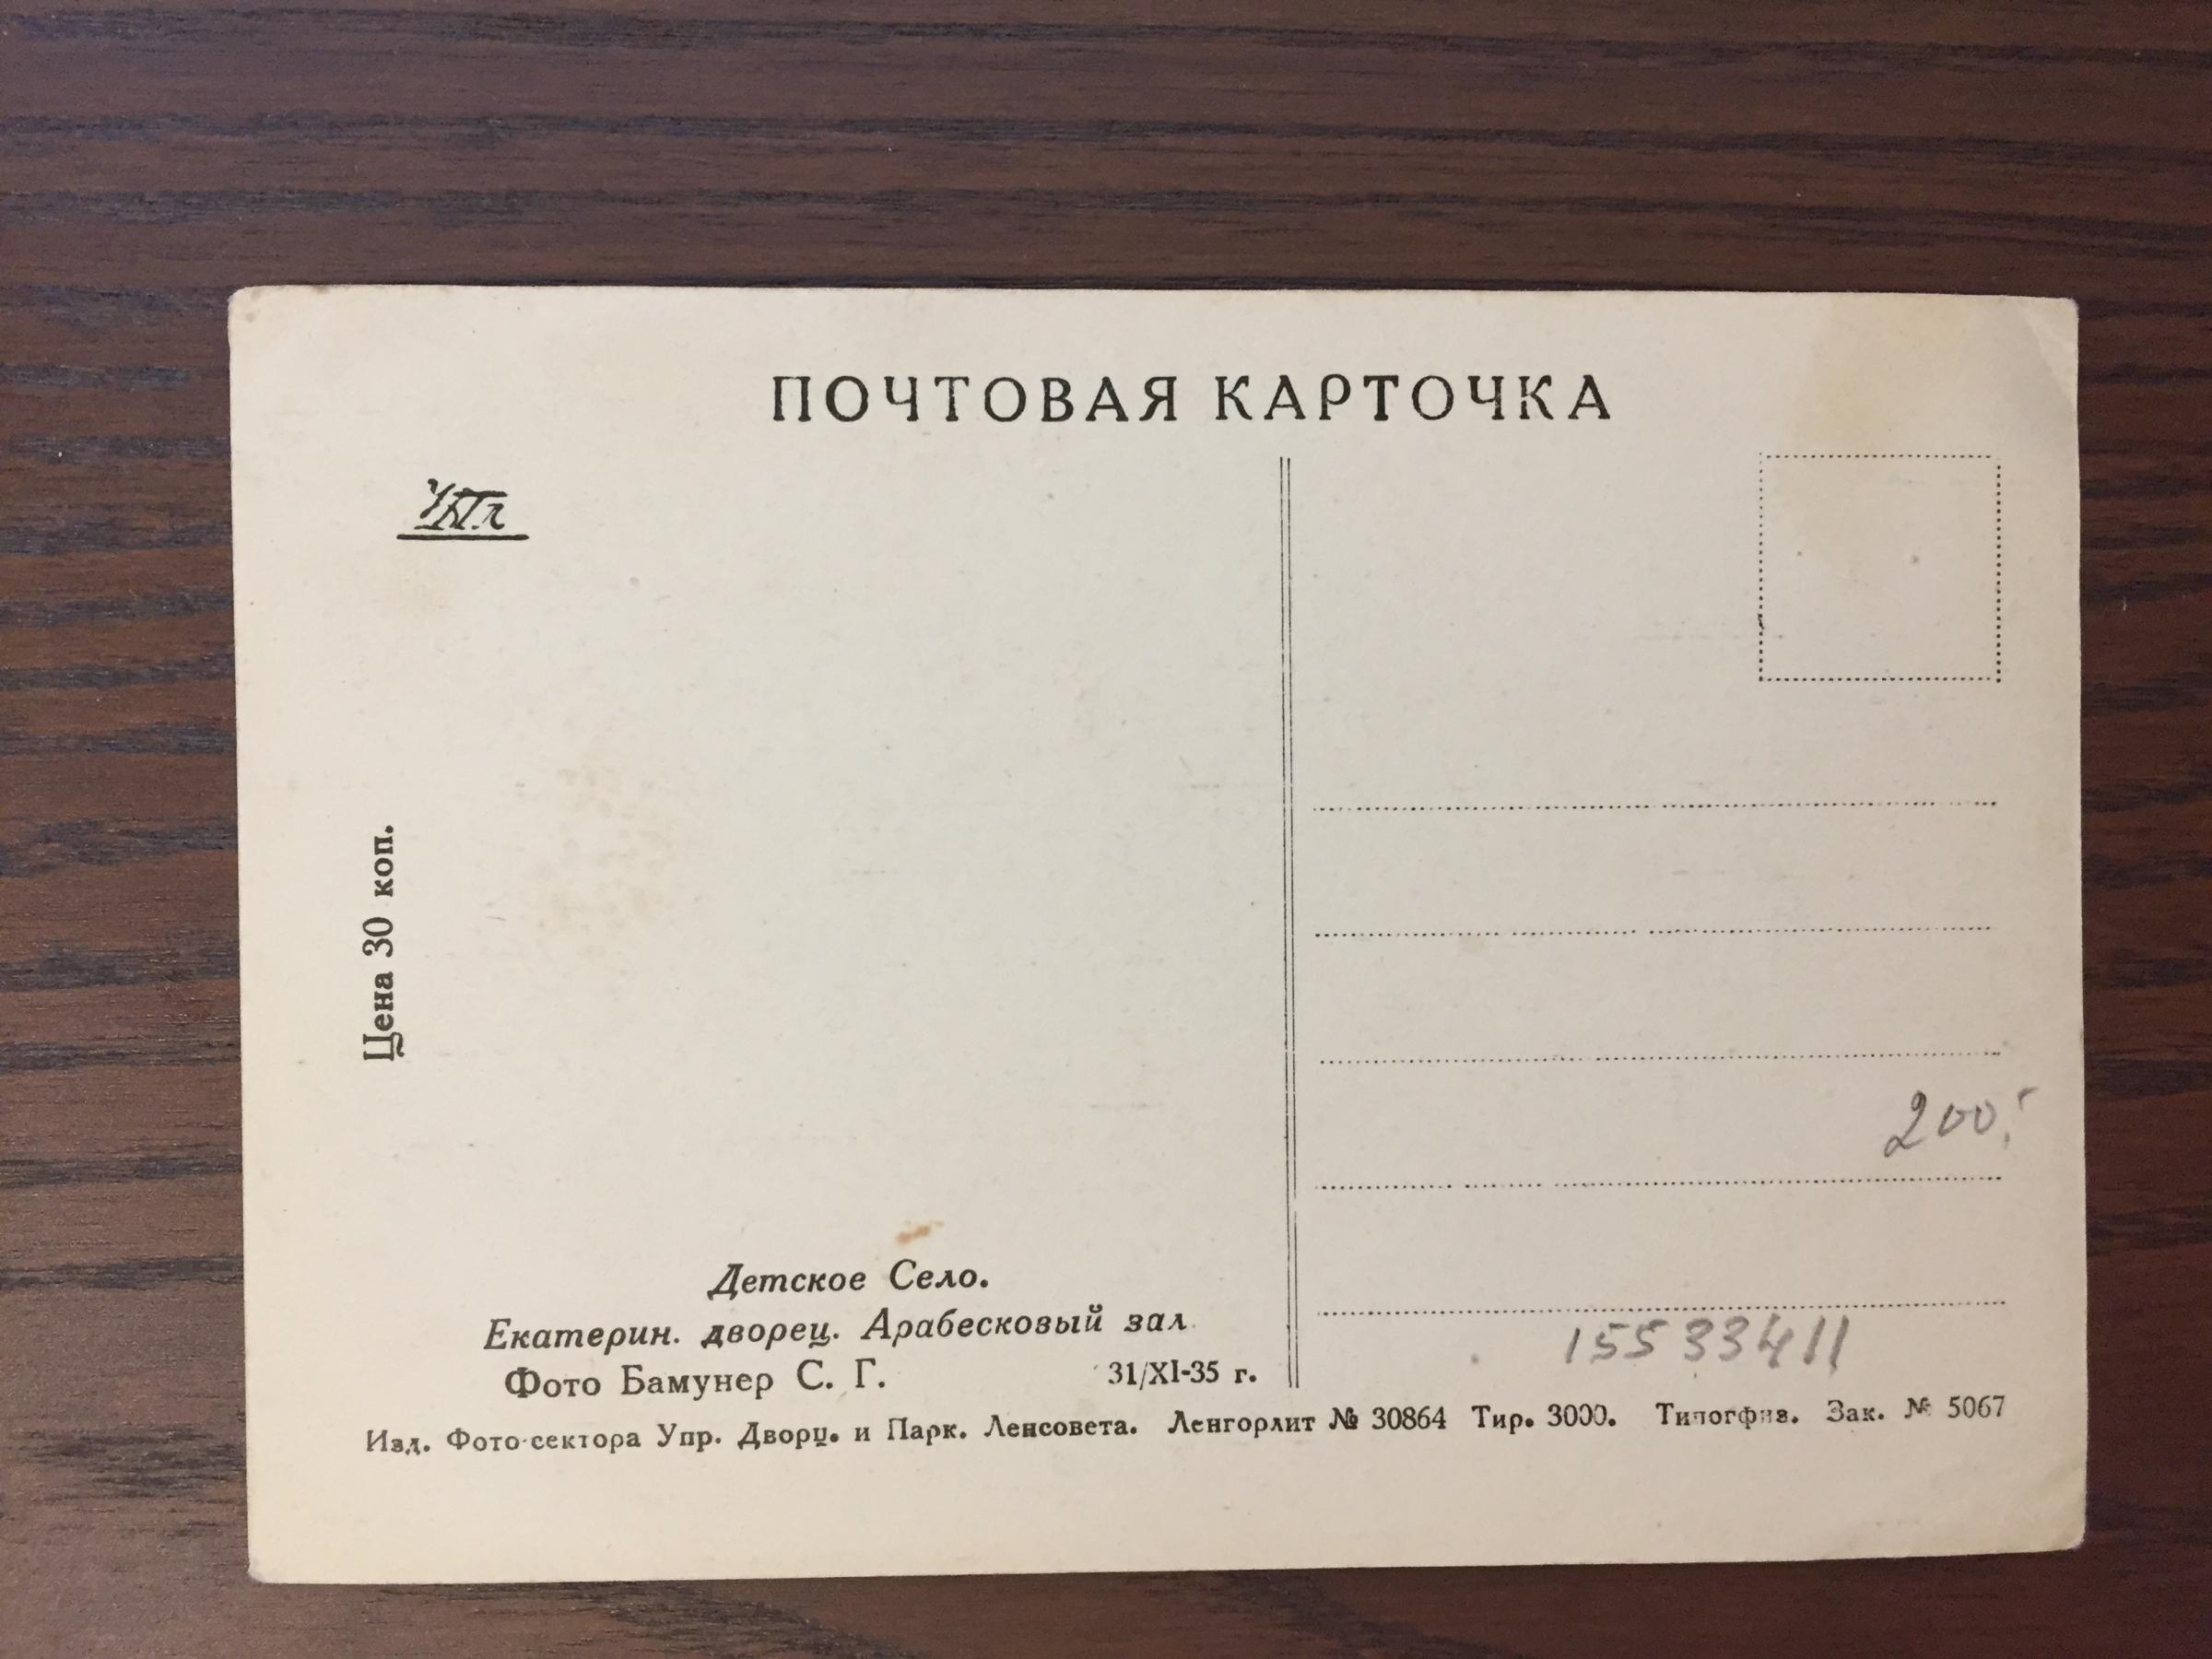 ПОЧТОВАЯ КАРТОЧКА
Цена 30 коп.
200,-
Детское Село.
Екатерин. дворец. Арабесковый зал.
Фото Бамунер С. Г. 31/XI-35 г.
15533411
Изд. Фото-сектора Упр. Дворц. и Парк. Ленсовета. Ленгорлит № 30864 Тир. 3000. Зак. № 5067